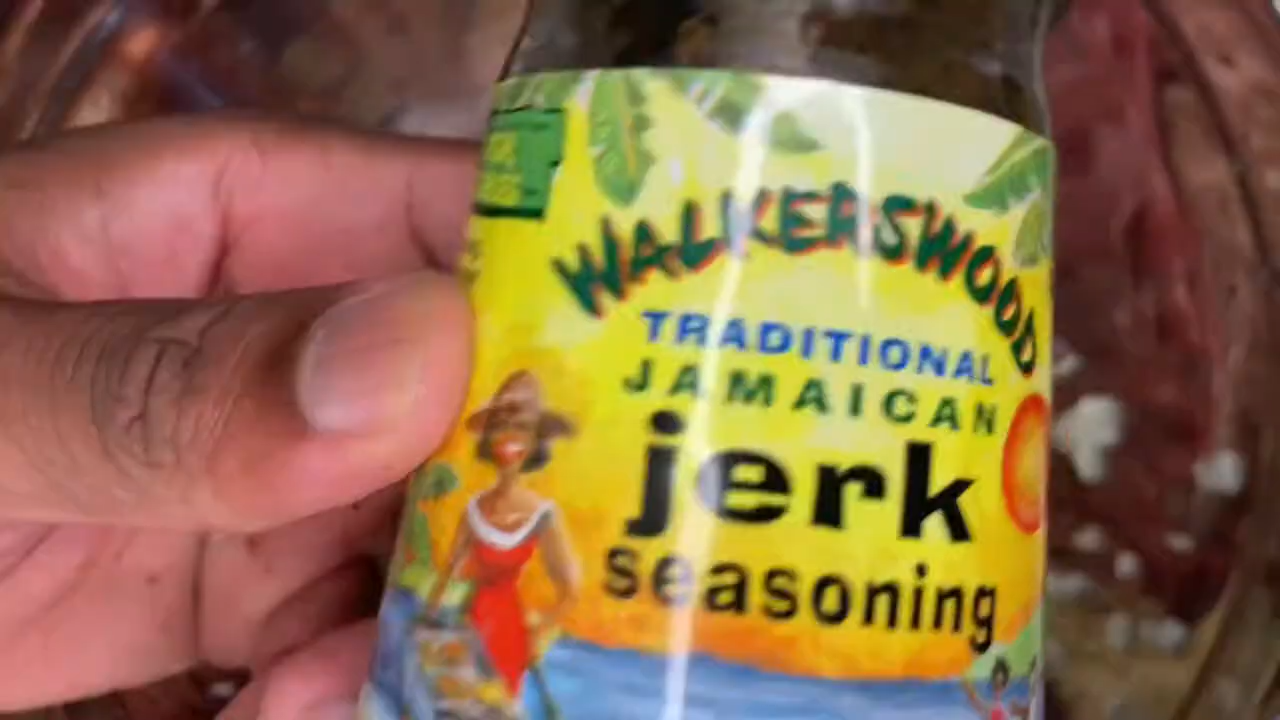 WALKERSWOOD
TRADITIONAL
JAMAICAN
jerk
seasoning